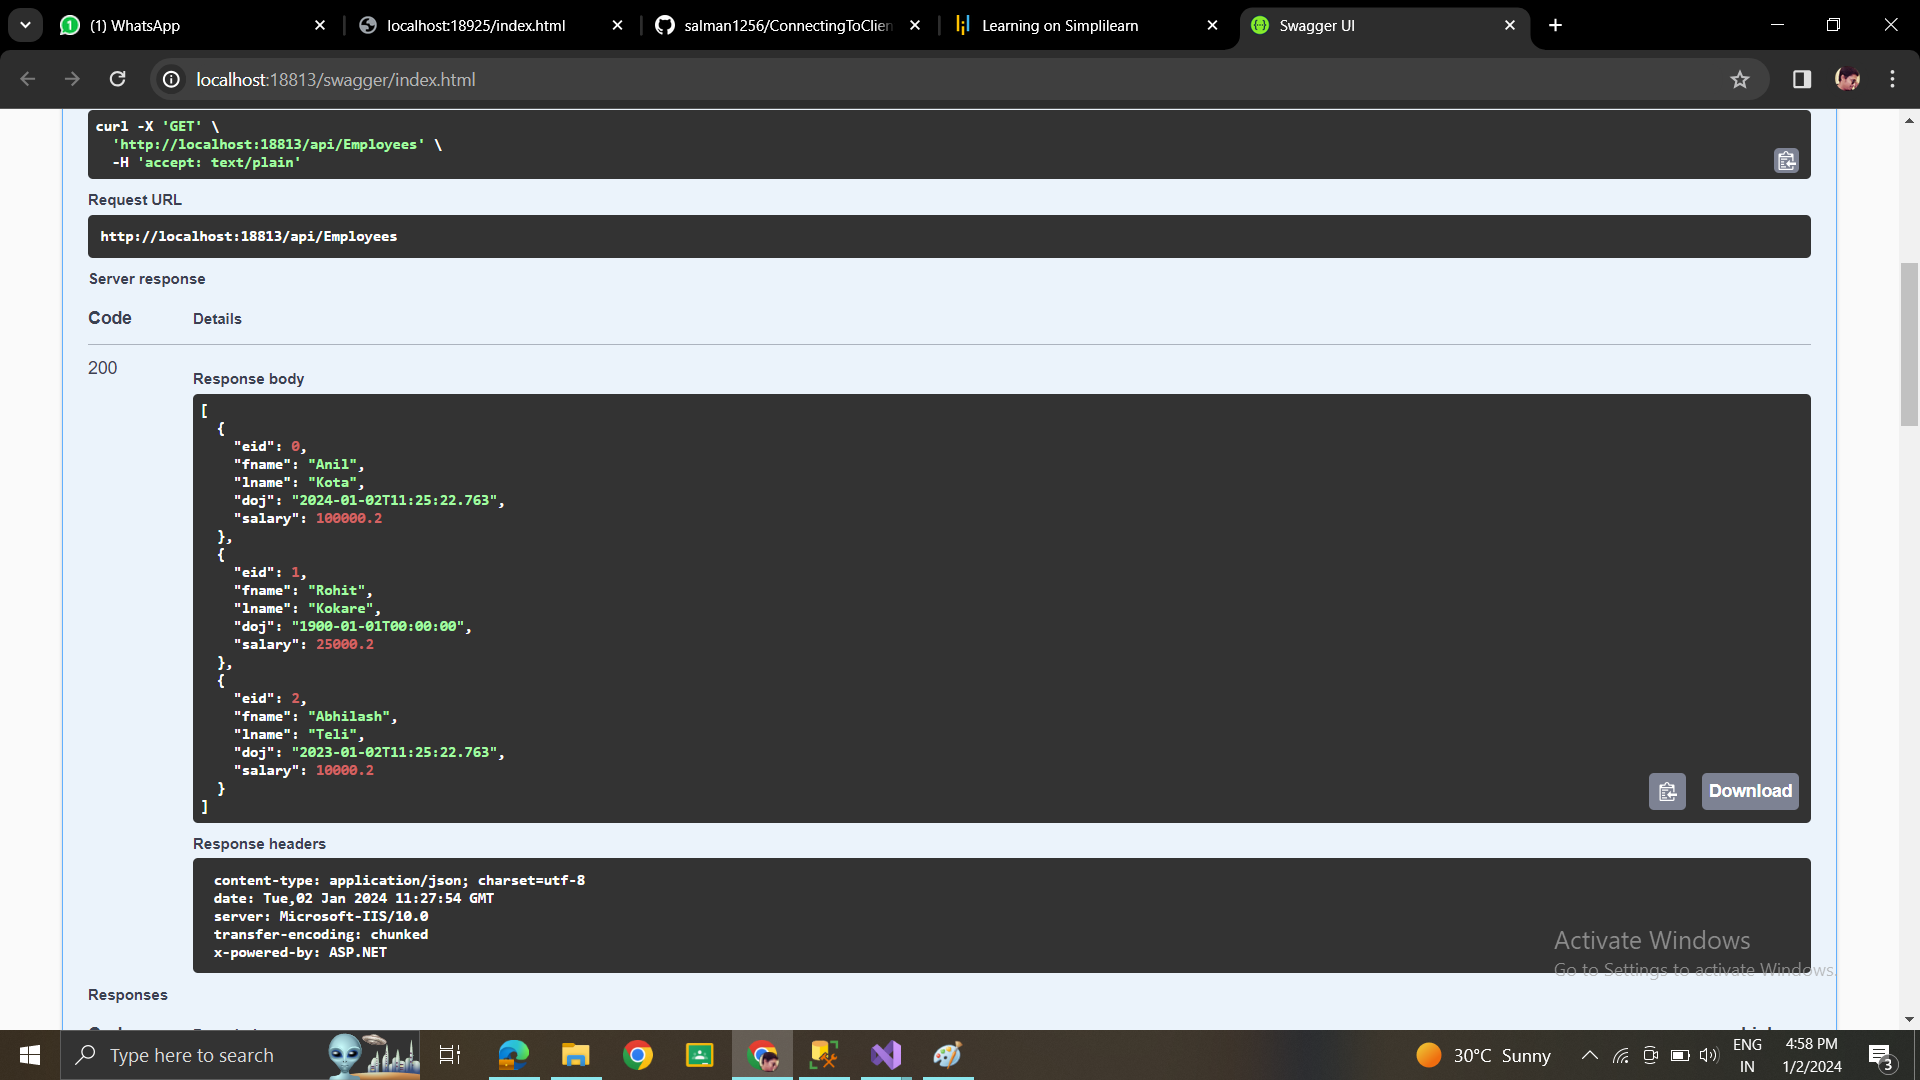 (1) WhatsApp
localhost:18925/index.html
salman1256/ConnectingToClien
Learning on Simplilearn
Swagger UI
localhost:18813/swagger/index.html
curl -X 'GET' \
'http://localhost:18813/api/Employees' \
-H 'accept: text/plain'
Request URL
http://localhost:18813/api/Employees
Server response
Code Details
200
Response body
[
{
"eid": 0,
"fname": "Anil",
"lname": "Kota",
"doj": "2024-01-02T11:25:22.763",
"salary": 100000.2
},
{
"eid": 1,
"fname": "Rohit",
"lname": "Kokare",
"doj": "1900-01-01T00:00:00",
"salary": 25000.2
},
{
"eid": 2,
"fname": "Abhilash",
"lname": "Teli",
"doj": "2023-01-02T11:25:22.763",
"salary": 10000.2
}
]
Download
Response headers
content-type: application/json; charset=utf-8
date: Tue,02 Jan 2024 11:27:54 GMT
server: Microsoft-IIS/10.0
transfer-encoding: chunked
x-powered-by: ASP.NET
Activate Windows
Go to Settings to activate Windows.
Responses
Type here to search
30°C Sunny
ENG
IN
4:58 PM
1/2/2024
3